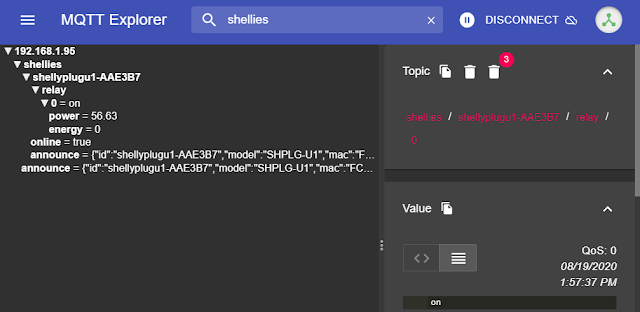 MQTT Explorer
shellies
DISCONNECT
192.168.1.95
shellies
shellyplugu1-AAE3B7
relay
0 = on
power = 56.63
energy = 0
online = true
announce = {"id":"shellyplugu1-AAE3B7","model":"SHPLG-U1","mac":"F...
announce = {"id":"shellyplugu1-AAE3B7","model":"SHPLG-U1","mac":"FC...
Topic
3
shellies / shellyplugu1-AAE3B7 / relay /
0
Value
QoS: 0
08/19/2020
1:57:37 PM
on